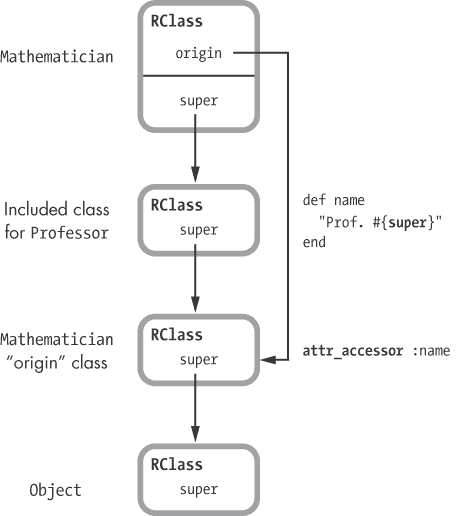 RClass
Mathematician
origin
super
Included class
for Professor
RClass
super
def name
"Prof. #{super}"
end
Mathematician
“origin” class
RClass
super
attr_accessor :name
Object
RClass
super